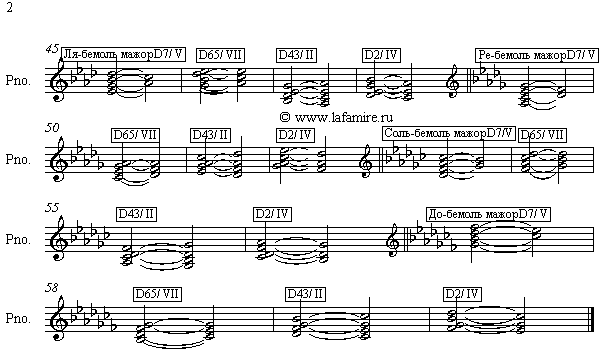 2
45 Ля-бемоль мажорD7/ V D65/ VII D43/ II D2/ IV Ре-бемоль мажорD7/ V
Pno.
© www.lafamire.ru
50 D65/ VII D43/ II D2/ IV Соль-бемоль мажорD7/V D65/ VII
Pno.
55 D43/ II D2/ IV До-бемоль мажорD7/ V
Pno.
58 D65/ VII D43/ II D2/ IV
Pno.